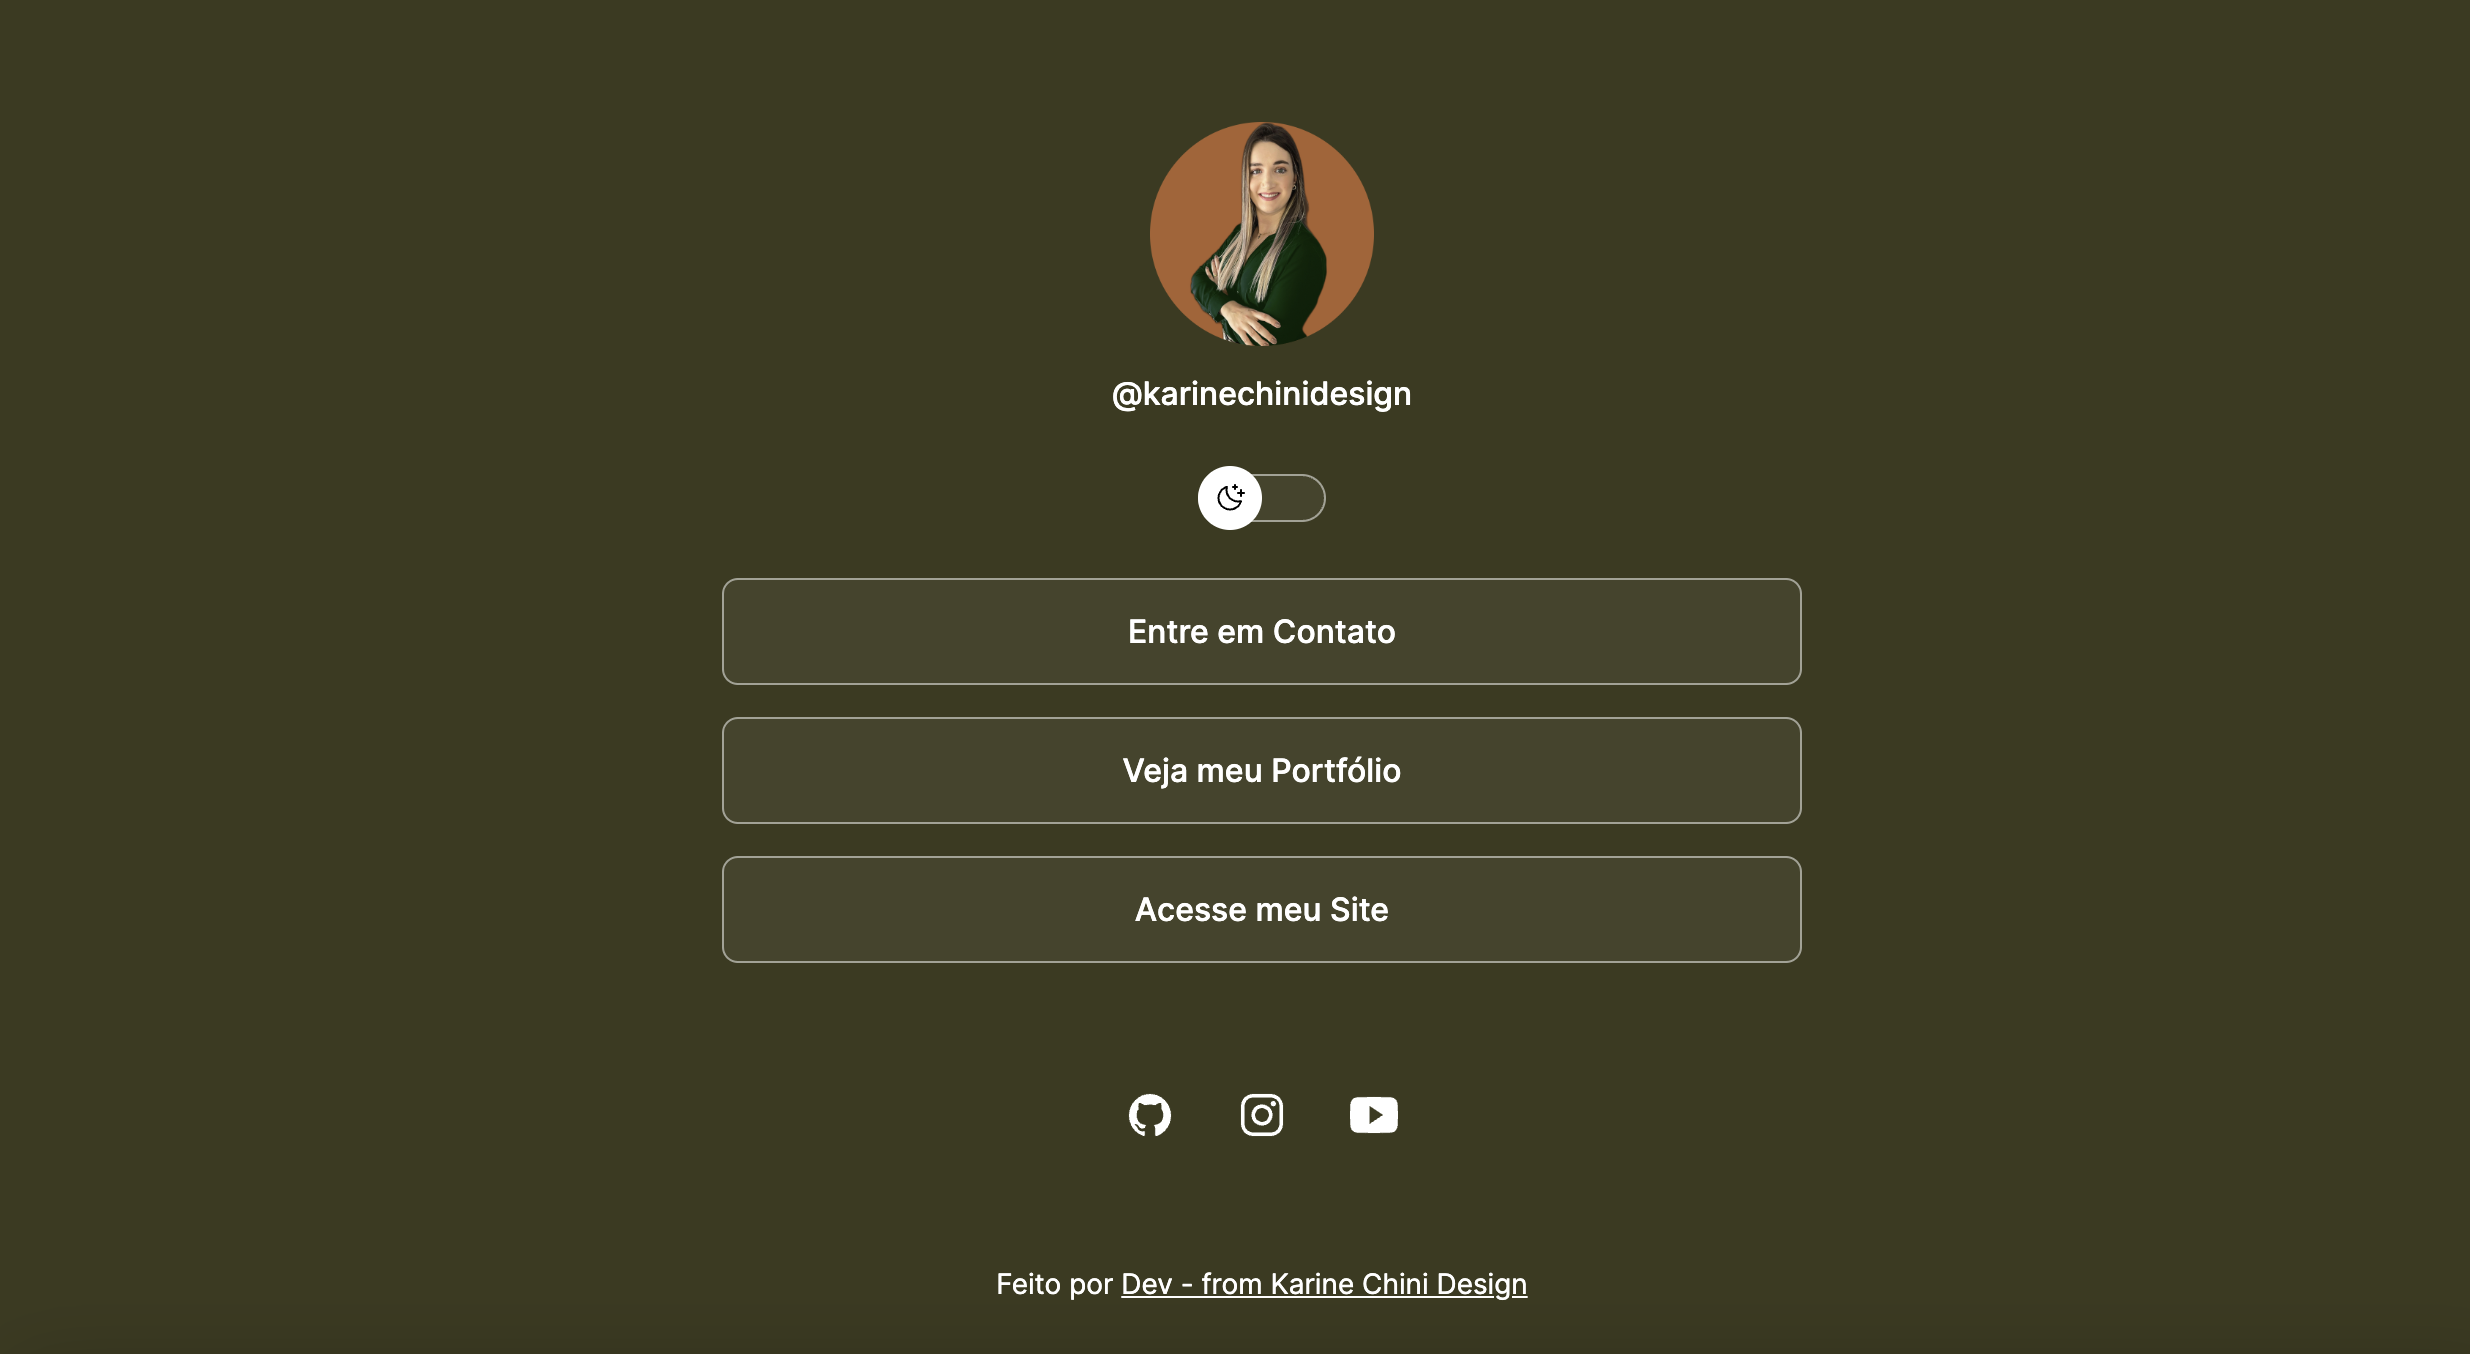 @karinechinidesign
Entre em Contato
Veja meu Portfólio
Acesse meu Site
Feito por Dev - from Karine Chini Design